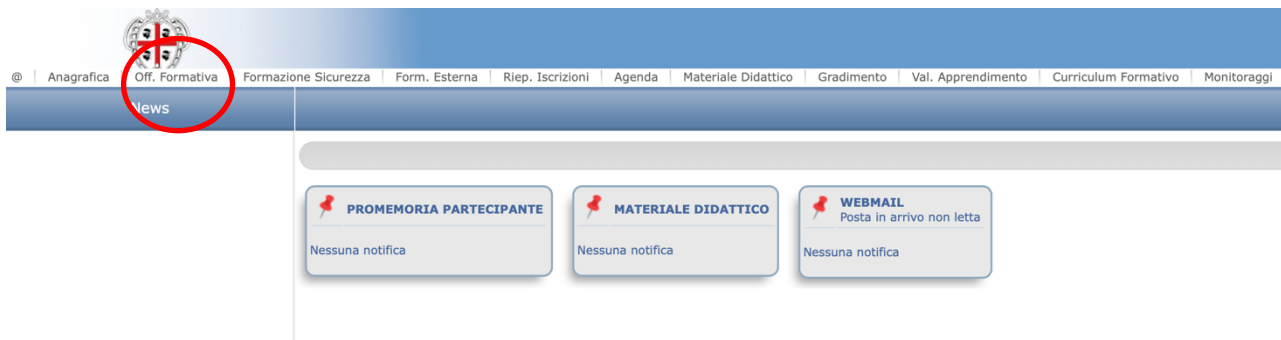 @ Anagrafica Off. Formativa Formazione Sicurezza Form. Esterna Riep. Iscrizioni Agenda Materiale Didattico Gradimento Val. Apprendimento Curriculum Formativo Monitoraggi
News
PROMEMORIA PARTECIPANTE
Nessuna notifica
MATERIALE DIDATTICO
Nessuna notifica
WEBMAIL
Posta in arrivo non letta
Nessuna notifica